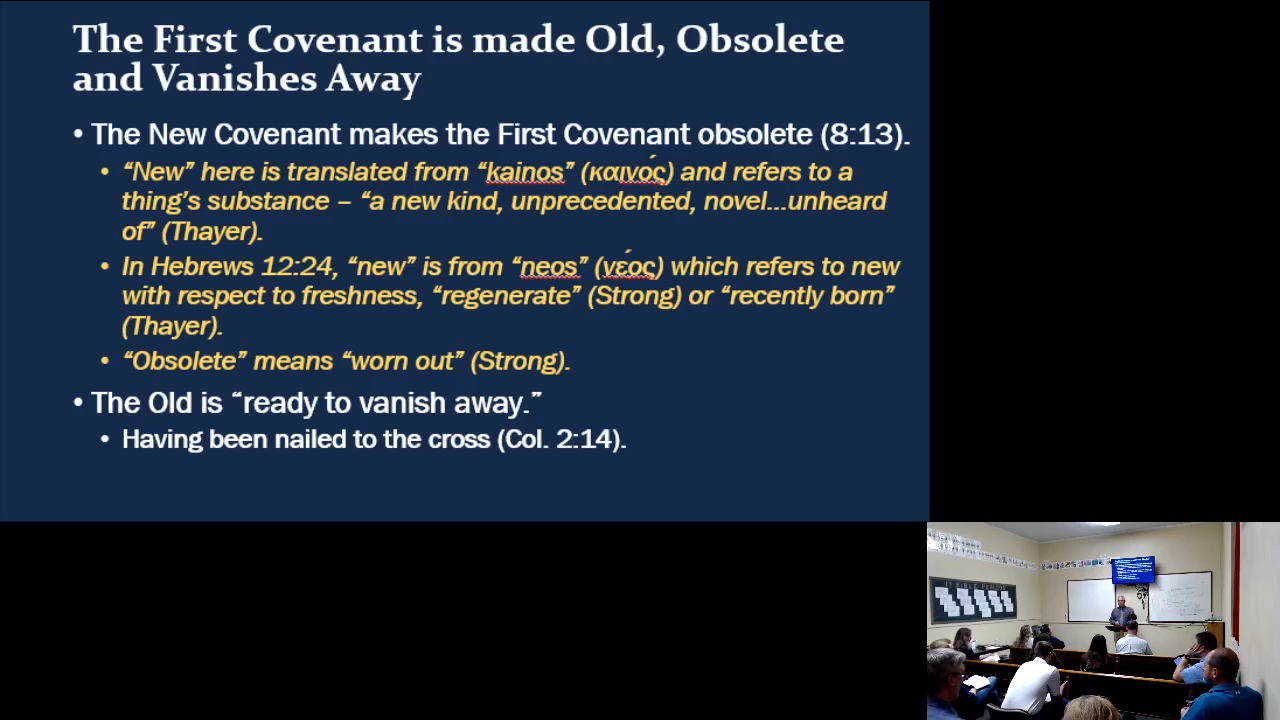 The First Covenant is made Old, Obsolete
and Vanishes Away
• The New Covenant makes the First Covenant obsolete (8:13).
• “New” here is translated from “kainos” (καινός) and refers to a
thing’s substance – “a new kind, unprecedented, novel...unheard
of” (Thayer).
• In Hebrews 12:24, “new” is from “neos” (νέος) which refers to new
with respect to freshness, “regenerate” (Strong) or “recently born”
(Thayer).
• “Obsolete” means “worn out” (Strong).
• The Old is “ready to vanish away.”
• Having been nailed to the cross (Col. 2:14).
17 BIBLE PERIODS